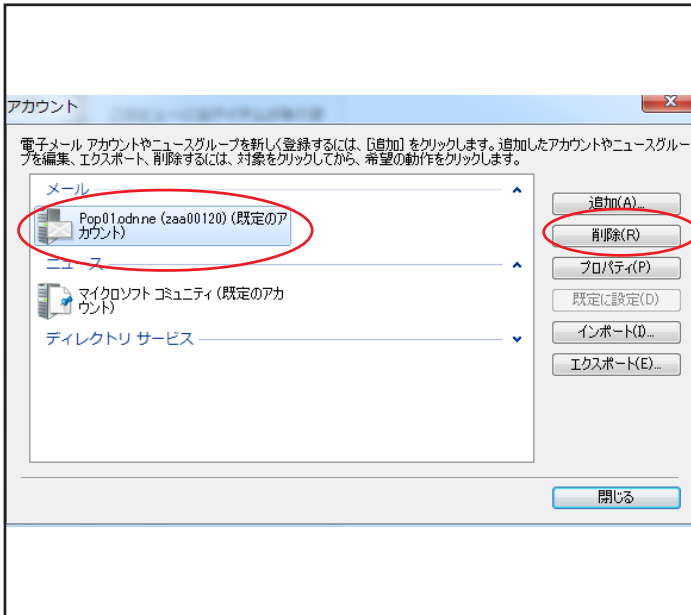 アカウント
電子メール アカウントやニュースグループを新しく登録するには、[追加] をクリックします。追加したアカウントやニュースグルー
プを編集、エクスポート、削除するには、対象をクリックしてから、希望の動作をクリックします。
メール
Pop01.odn.ne (zaa00120) (既定のア
カウント)
ニュース
マイクロソフト コミュニティ (既定のアカ
ウント)
ディレクトリ サービス
追加(A)...
削除(R)
プロパティ(P)
既定に設定(D)
インポート(I)...
エクスポート(E)...
閉じる